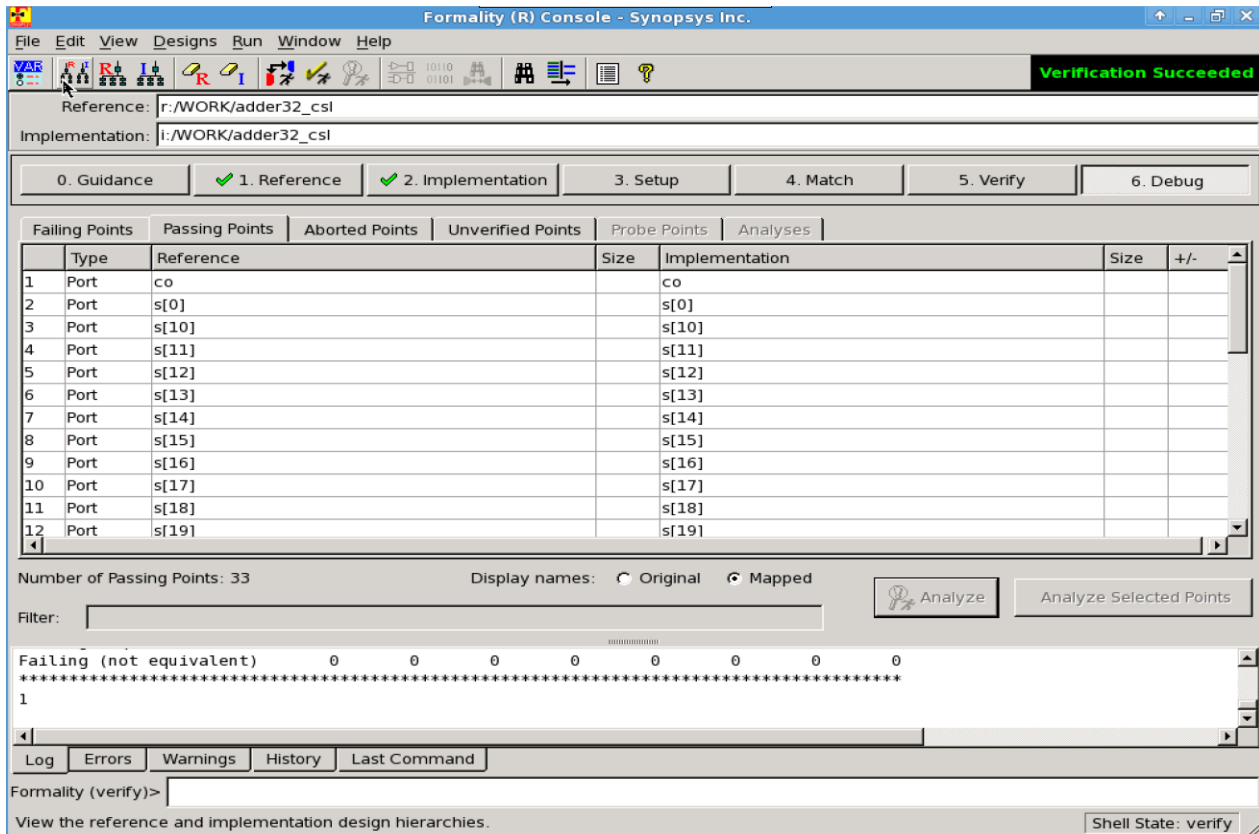 Formality (R) Console - Synopsys Inc.
File Edit View Designs Run Window Help
VAR R I R I R I 10110 01101 Verification Succeeded
Reference: r:/WORK/adder32_csl
Implementation: i:/WORK/adder32_csl
0. Guidance 1. Reference 2. Implementation 3. Setup 4. Match 5. Verify 6. Debug
Failing Points Passing Points Aborted Points Unverified Points Probe Points Analyses
Type Reference Size Implementation Size +/-
1 Port co co
2 Port s[0] s[0]
3 Port s[10] s[10]
4 Port s[11] s[11]
5 Port s[12] s[12]
6 Port s[13] s[13]
7 Port s[14] s[14]
8 Port s[15] s[15]
9 Port s[16] s[16]
10 Port s[17] s[17]
11 Port s[18] s[18]
12 Port s[19] s[19]
Number of Passing Points: 33 Display names: Original Mapped
Analyze Analyze Selected Points
Filter:
Failing (not equivalent) 0 0 0 0 0 0 0 0
****************************************************************************************
1
Log Errors Warnings History Last Command
Formality (verify)>
View the reference and implementation design hierarchies. Shell State: verify